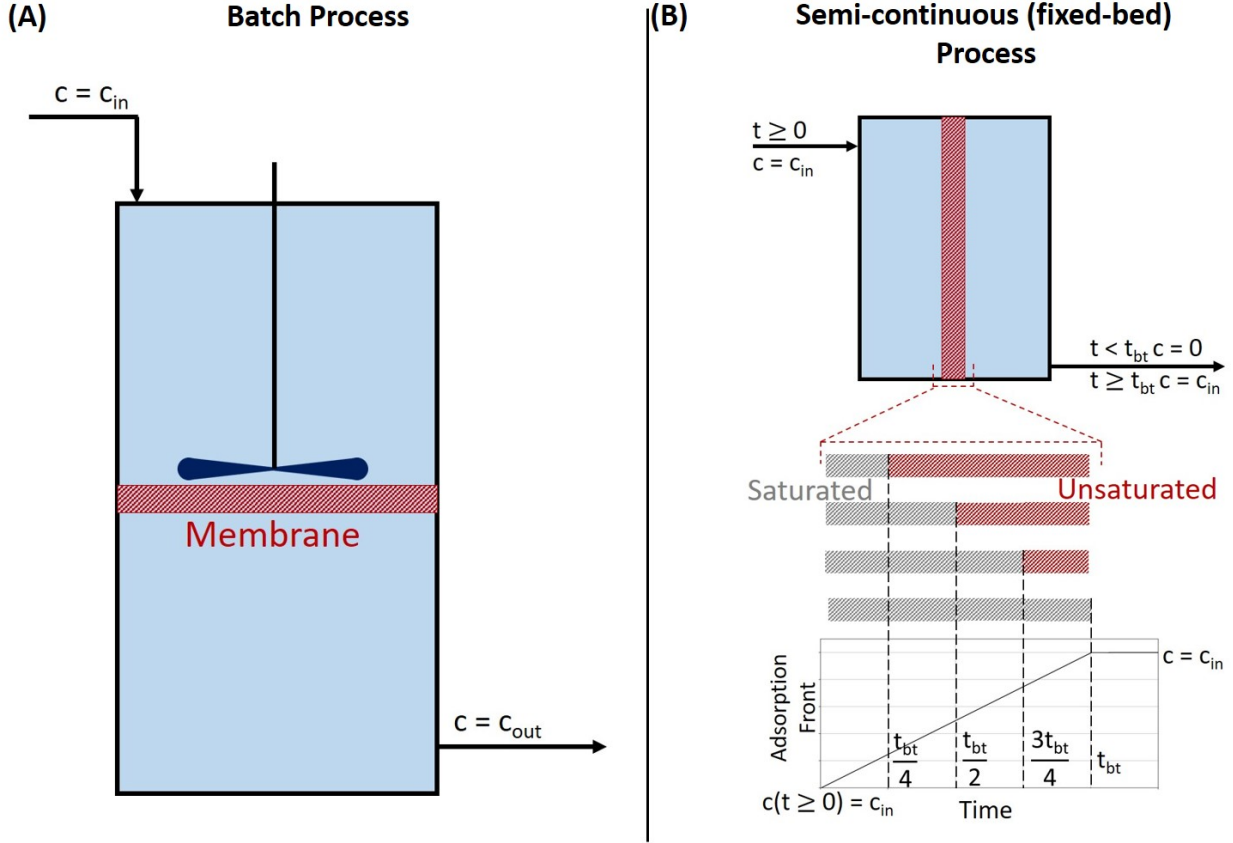 (A)
Batch Process
c = c_in
Membrane
c = c_out
(B)
Semi-continuous (fixed-bed)
Process
t ≥ 0
c = c_in
t < t_bt c = 0
t ≥ t_bt c = c_in
Saturated
Unsaturated
Adsorption
Front
c = c_in
t_bt/4
t_bt/2
3t_bt/4
t_bt
c(t ≥ 0) = c_in
Time